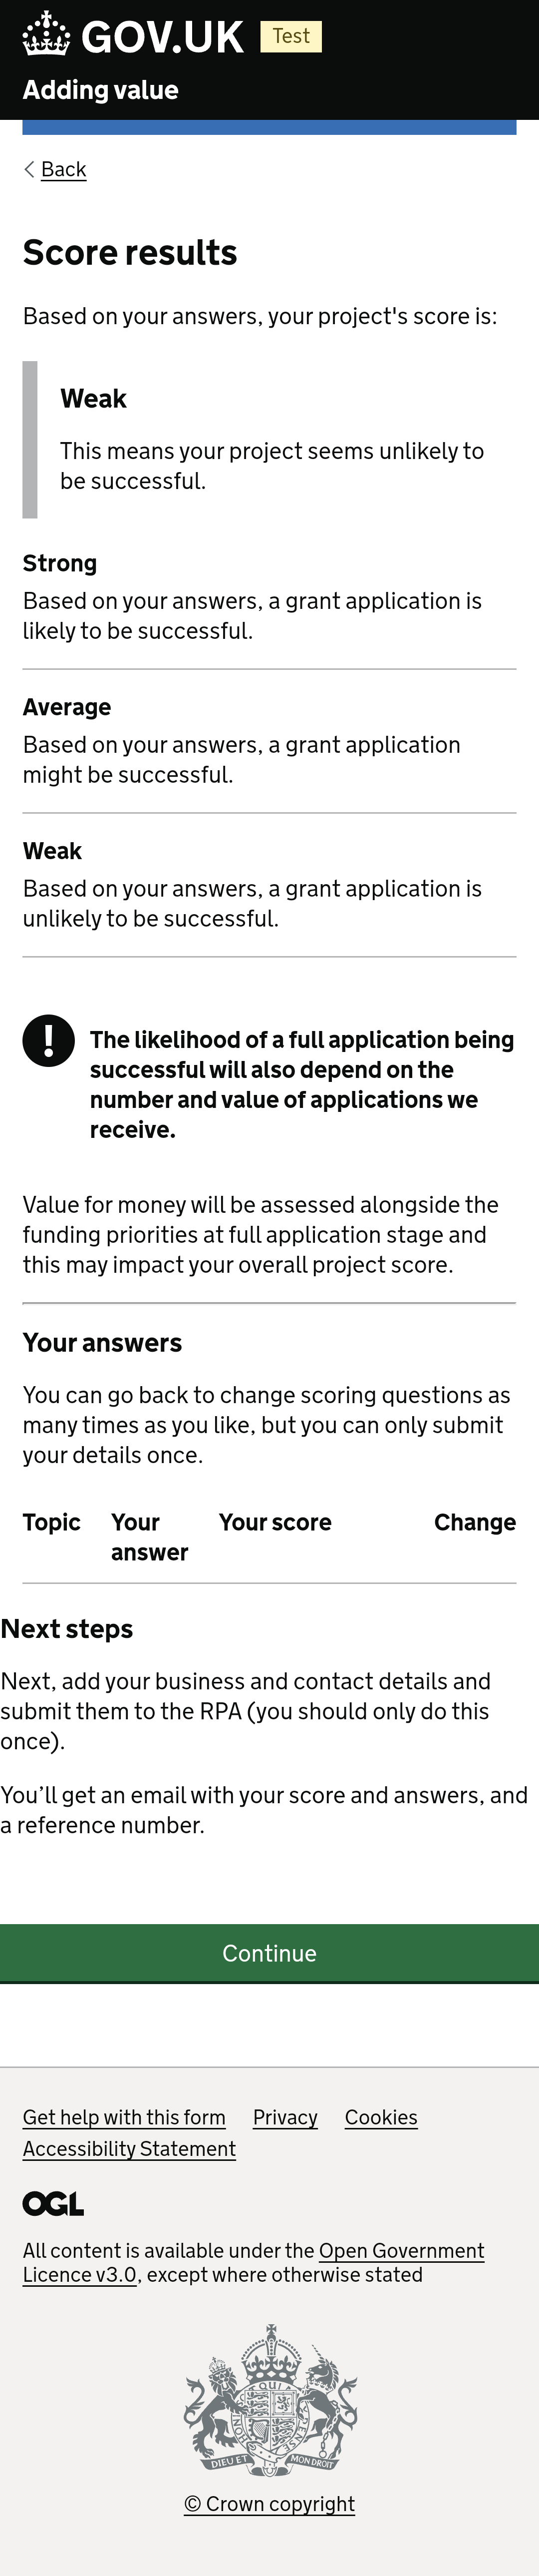 GOV.UK Test
Adding value
Back
Score results
Based on your answers, your project's score is:
Weak
This means your project seems unlikely to
be successful.
Strong
Based on your answers, a grant application is
likely to be successful.
Average
Based on your answers, a grant application
might be successful.
Weak
Based on your answers, a grant application is
unlikely to be successful.
!
The likelihood of a full application being
successful will also depend on the
number and value of applications we
receive.
Value for money will be assessed alongside the
funding priorities at full application stage and
this may impact your overall project score.
Your answers
You can go back to change scoring questions as
many times as you like, but you can only submit
your details once.
Topic Your Your score Change
answer
Next steps
Next, add your business and contact details and
submit them to the RPA (you should only do this
once).
You’ll get an email with your score and answers, and
a reference number.
Continue
Get help with this form Privacy Cookies
Accessibility Statement
OGL
All content is available under the Open Government
Licence v3.0, except where otherwise stated
DIEU ET MON DROIT
© Crown copyright